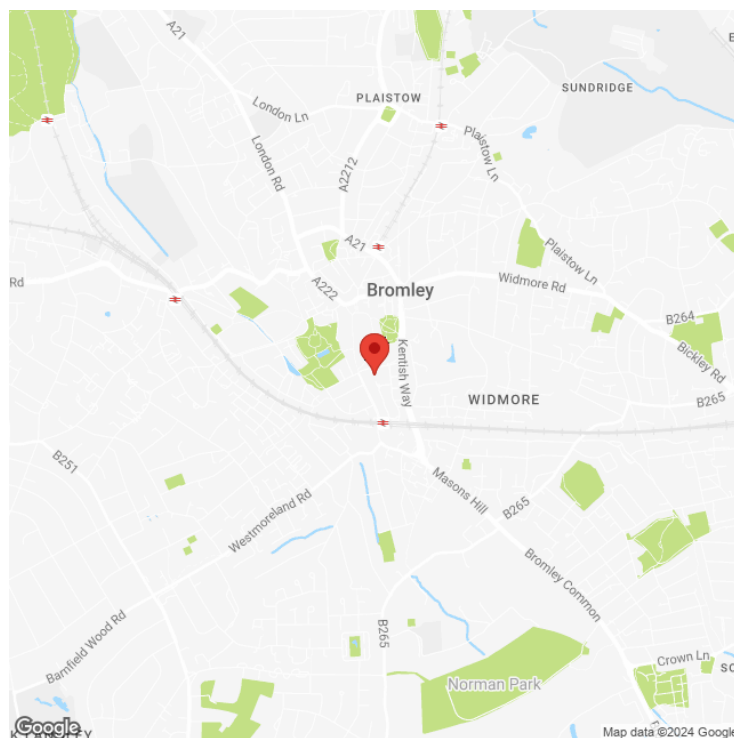 A21
PLAISTOW
London Ln
SUNDRIDGE
Plaistow Ln
London Rd
A2212
A21
Plaistow Ln
Rd
A222
Bromley
Widmore Rd
B264
Bickley Rd
Kentish Way
WIDMORE
B265
B251
Masons Hill
B265
Westmoreland Rd
Bromley Common
B265
Barnfield Wood Rd
Crown Ln
Norman Park
Google
Map data ©2024 Google